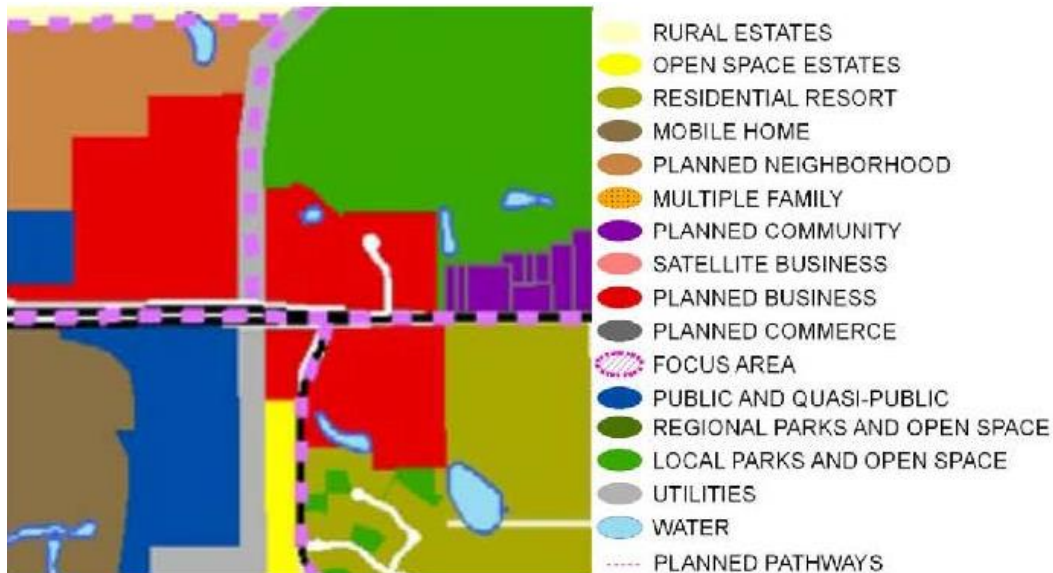 RURAL ESTATES
OPEN SPACE ESTATES
RESIDENTIAL RESORT
MOBILE HOME
PLANNED NEIGHBORHOOD
MULTIPLE FAMILY
PLANNED COMMUNITY
SATELLITE BUSINESS
PLANNED BUSINESS
PLANNED COMMERCE
FOCUS AREA
PUBLIC AND QUASI-PUBLIC
REGIONAL PARKS AND OPEN SPACE
LOCAL PARKS AND OPEN SPACE
UTILITIES
WATER
PLANNED PATHWAYS